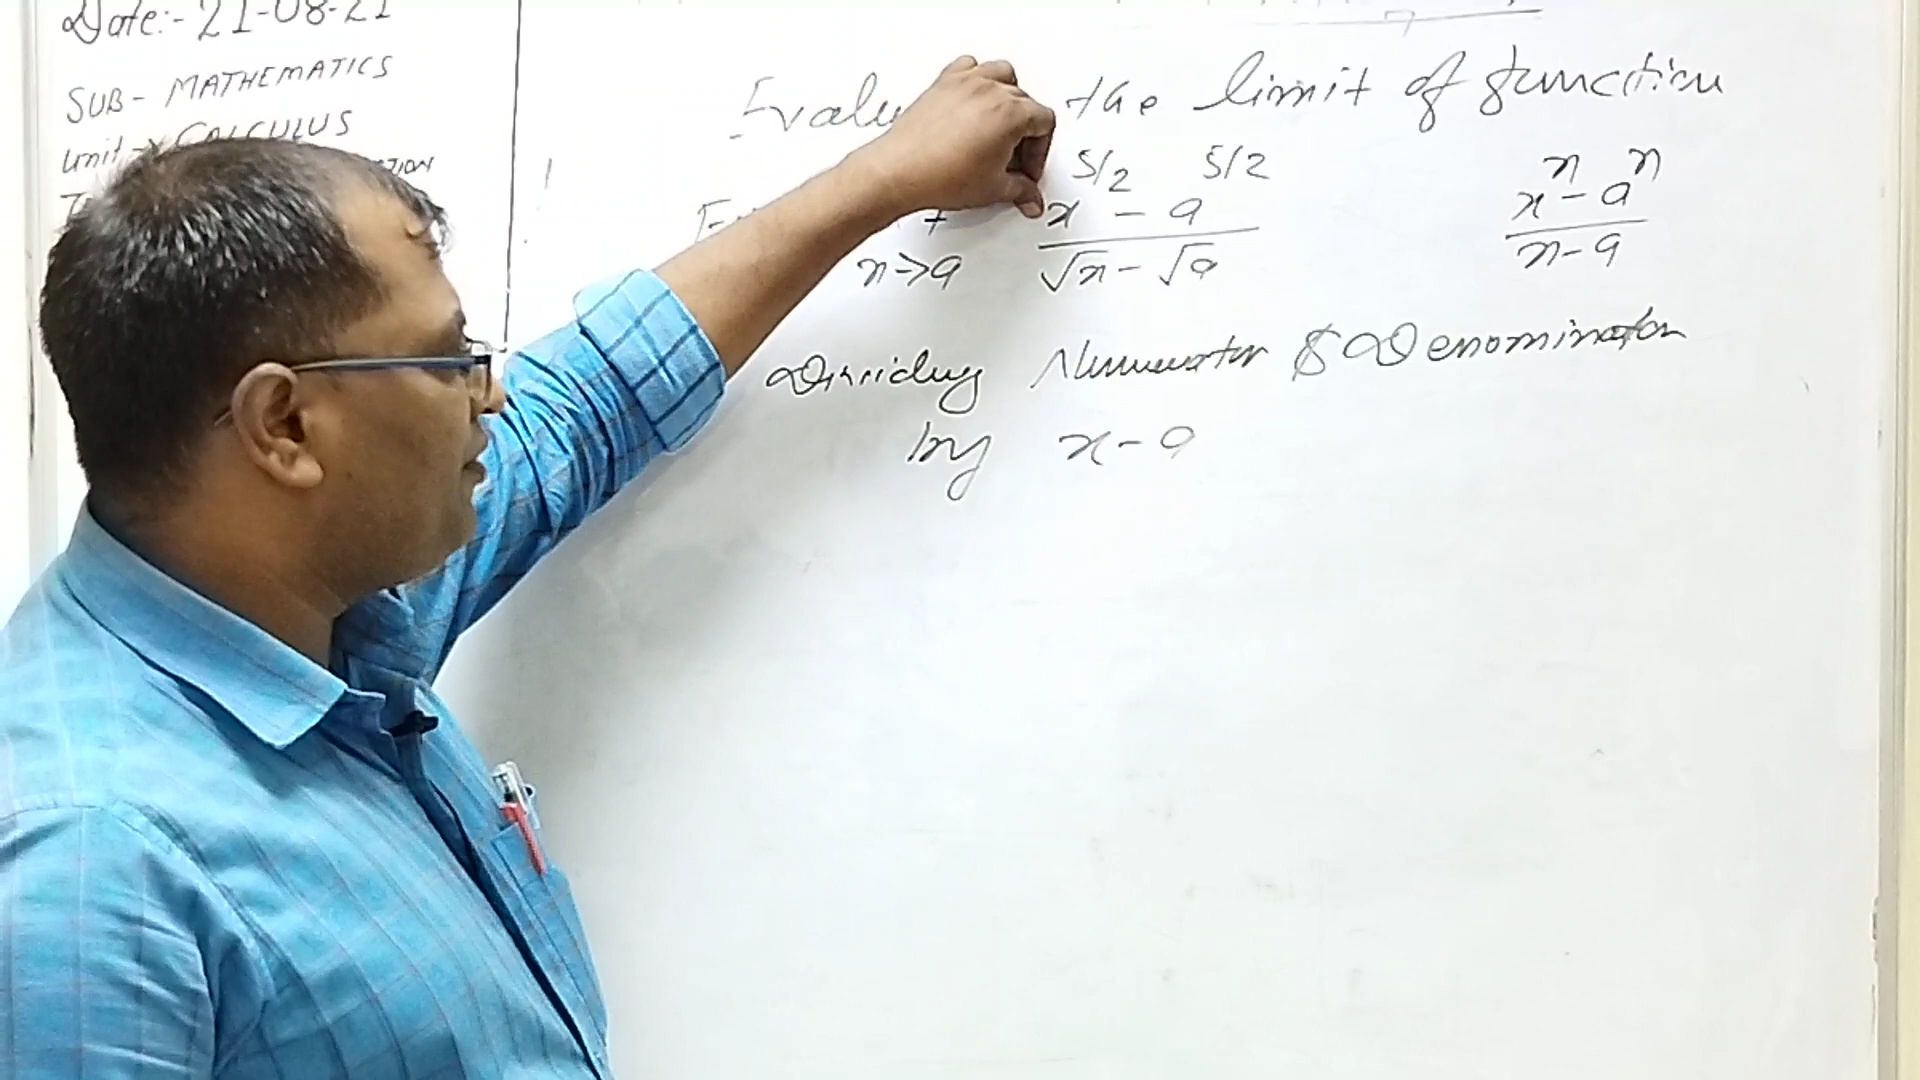 Date:- 21-08-21
SUB- MATHEMATICS
Unit → CALCULUS
the limit of function
x^5/2 - a^5/2
x→a
√x - √a
x^n - a^n
x-a
Dividing Numerator & Denominator
by x-a